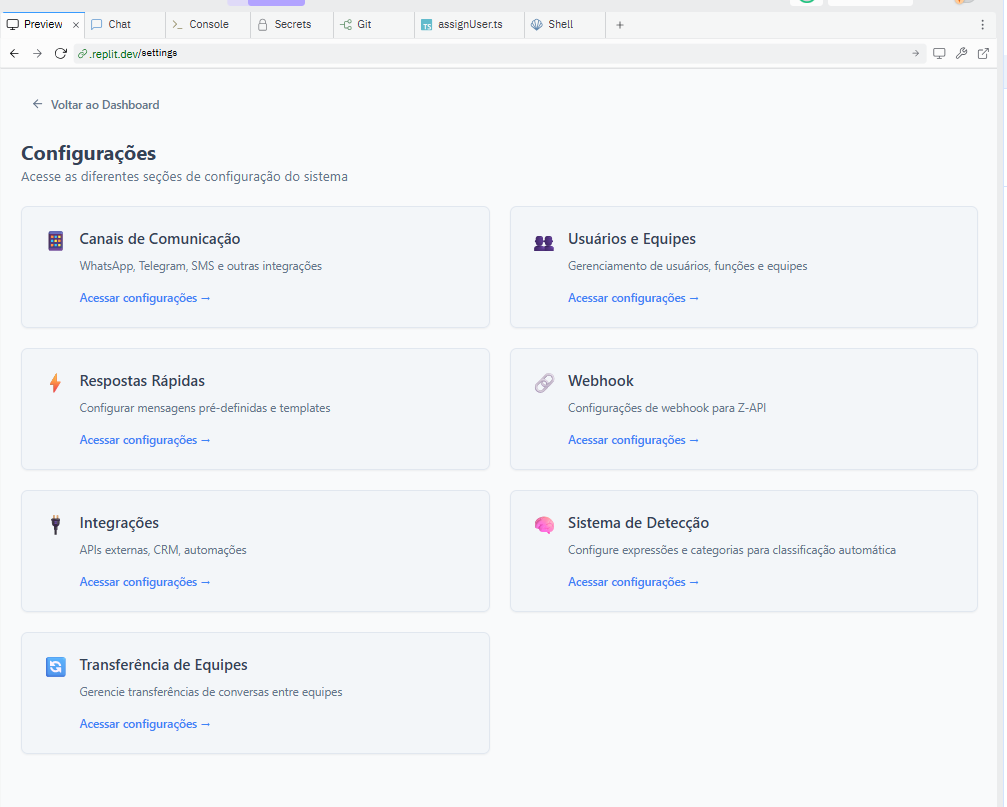 Preview × Chat Console Secrets Git TS assignUser.ts Shell +
.replit.dev/settings
← Voltar ao Dashboard
Configurações
Acesse as diferentes seções de configuração do sistema
Canais de Comunicação
WhatsApp, Telegram, SMS e outras integrações
Acessar configurações →
Usuários e Equipes
Gerenciamento de usuários, funções e equipes
Acessar configurações →
Respostas Rápidas
Configurar mensagens pré-definidas e templates
Acessar configurações →
Webhook
Configurações de webhook para Z-API
Acessar configurações →
Integrações
APIs externas, CRM, automações
Acessar configurações →
Sistema de Detecção
Configure expressões e categorias para classificação automática
Acessar configurações →
Transferência de Equipes
Gerencie transferências de conversas entre equipes
Acessar configurações →